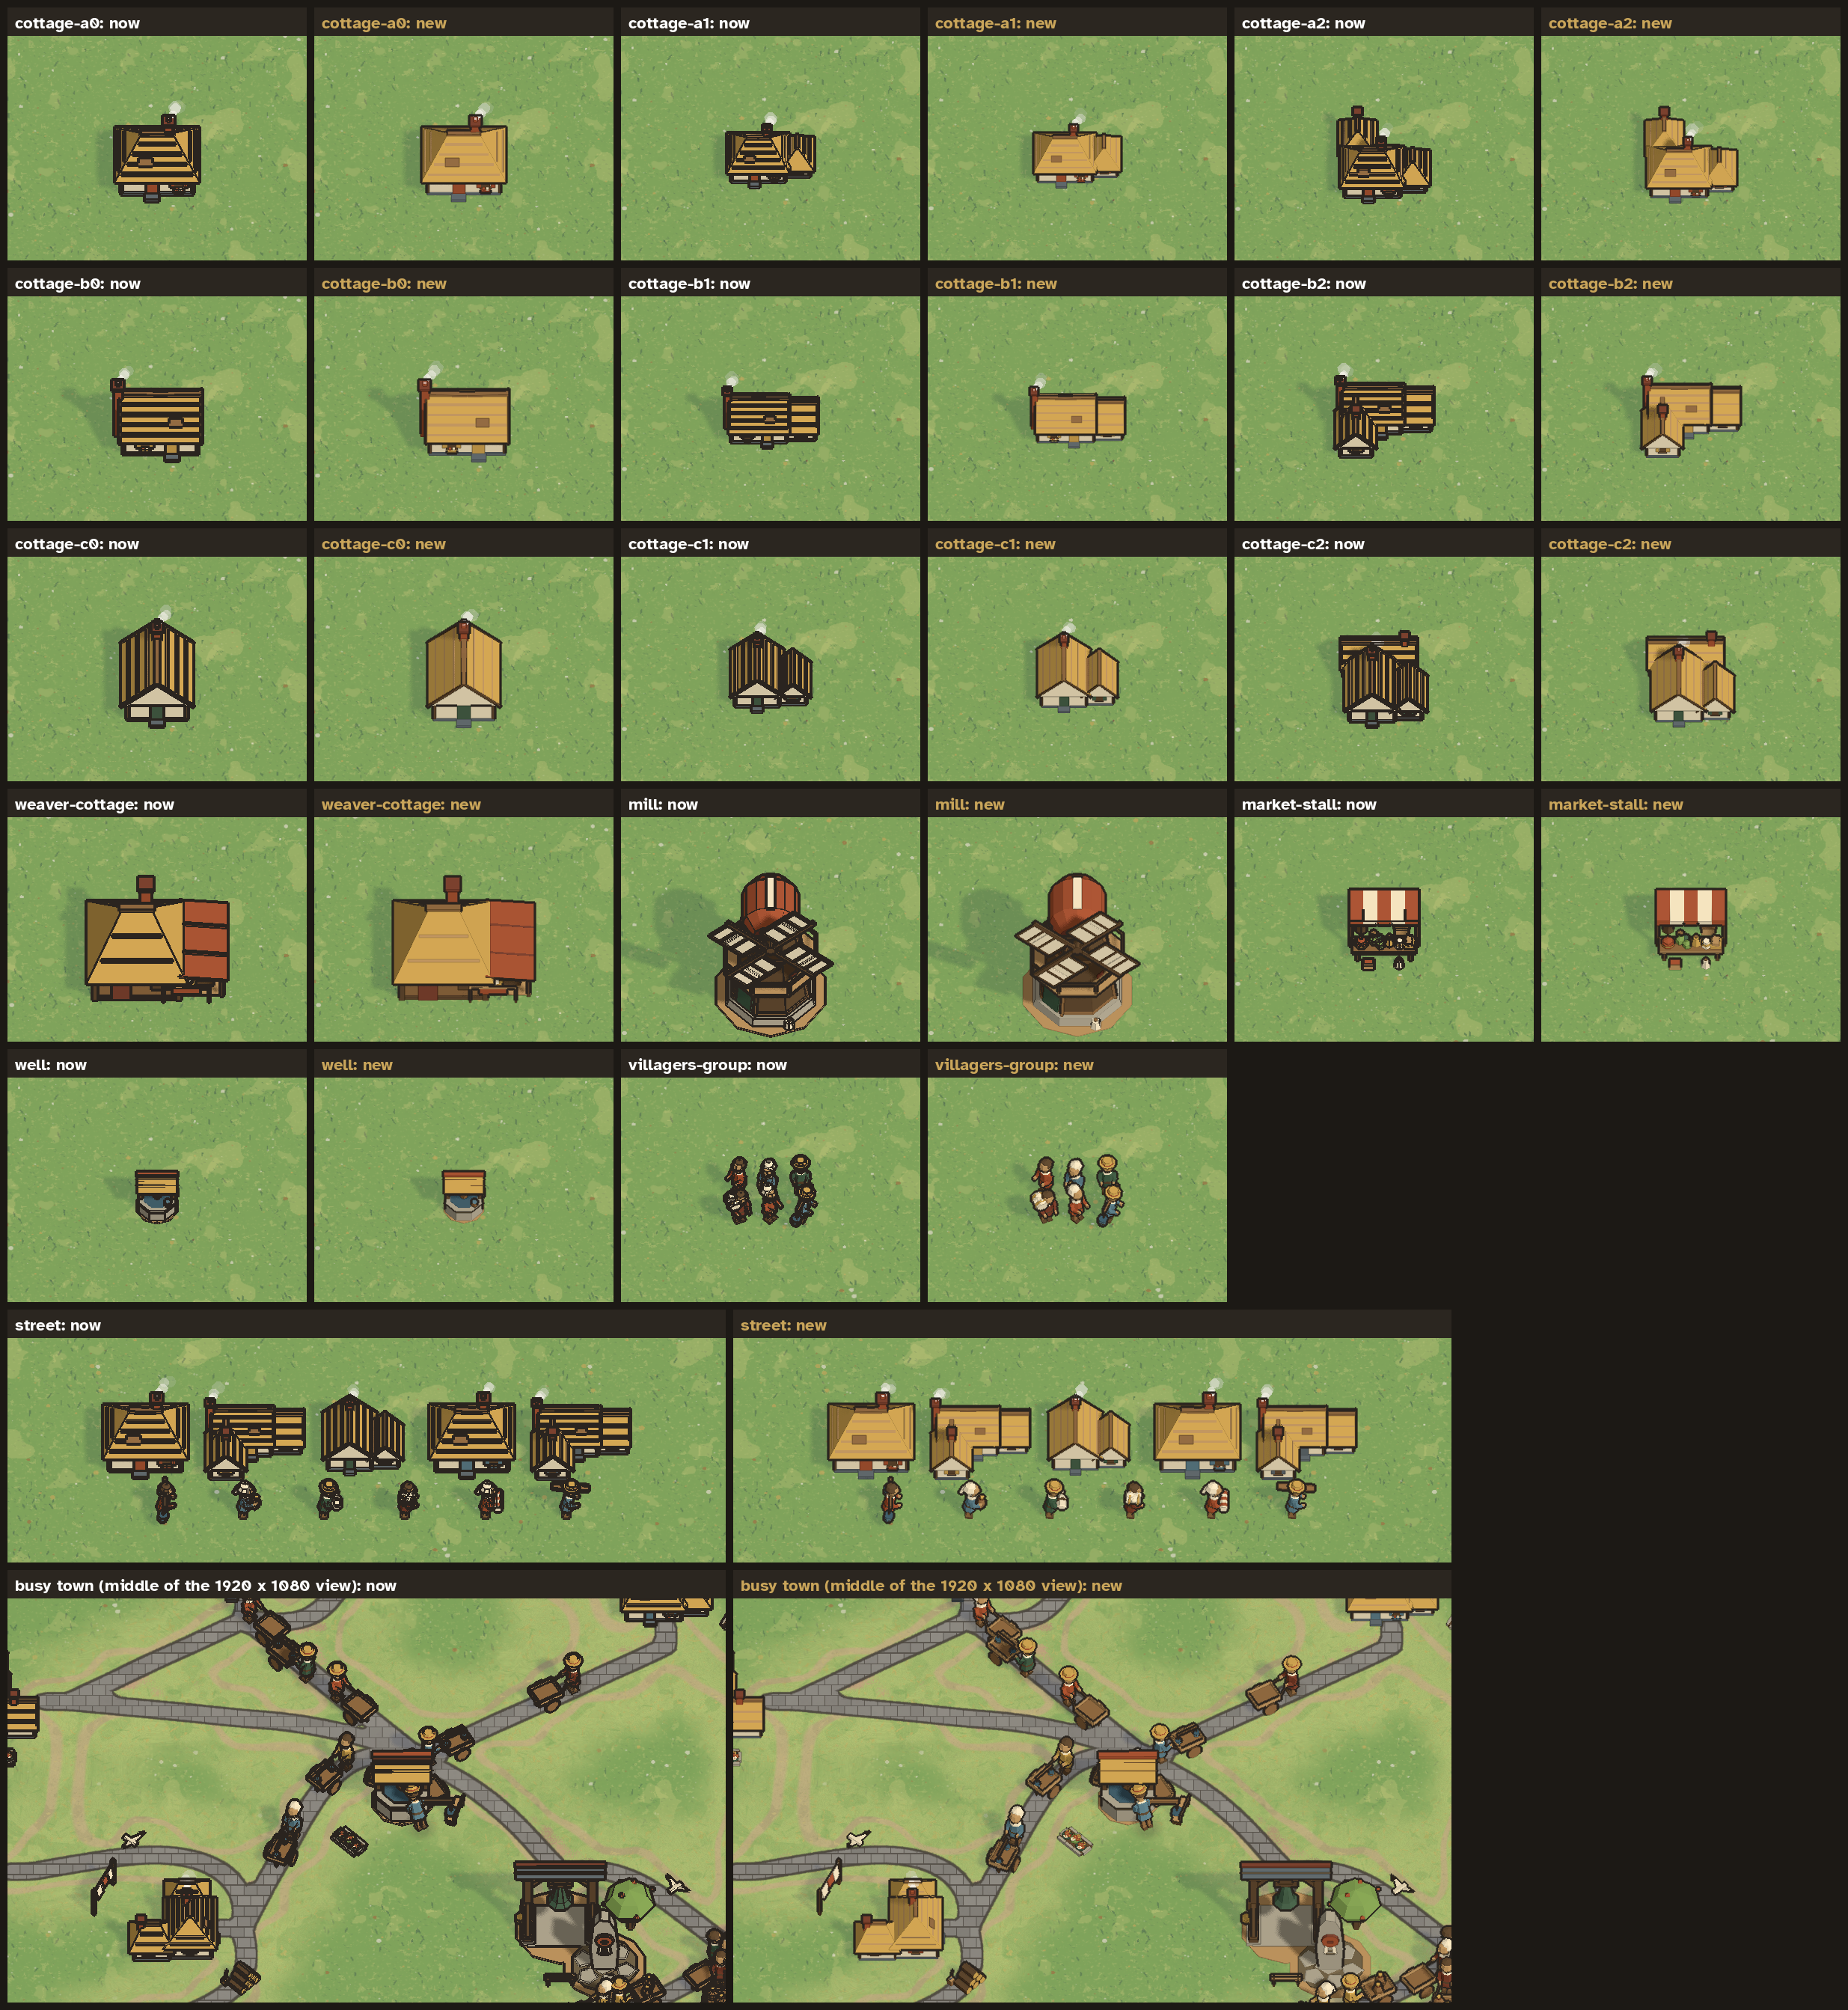 cottage-a0: now
cottage-a0: new
cottage-a1: now
cottage-a1: new
cottage-a2: now
cottage-a2: new
cottage-b0: now
cottage-b0: new
cottage-b1: now
cottage-b1: new
cottage-b2: now
cottage-b2: new
cottage-c0: now
cottage-c0: new
cottage-c1: now
cottage-c1: new
cottage-c2: now
cottage-c2: new
weaver-cottage: now
weaver-cottage: new
mill: now
mill: new
market-stall: now
market-stall: new
well: now
well: new
villagers-group: now
villagers-group: new
street: now
street: new
busy town (middle of the 1920 x 1080 view): now
busy town (middle of the 1920 x 1080 view): new